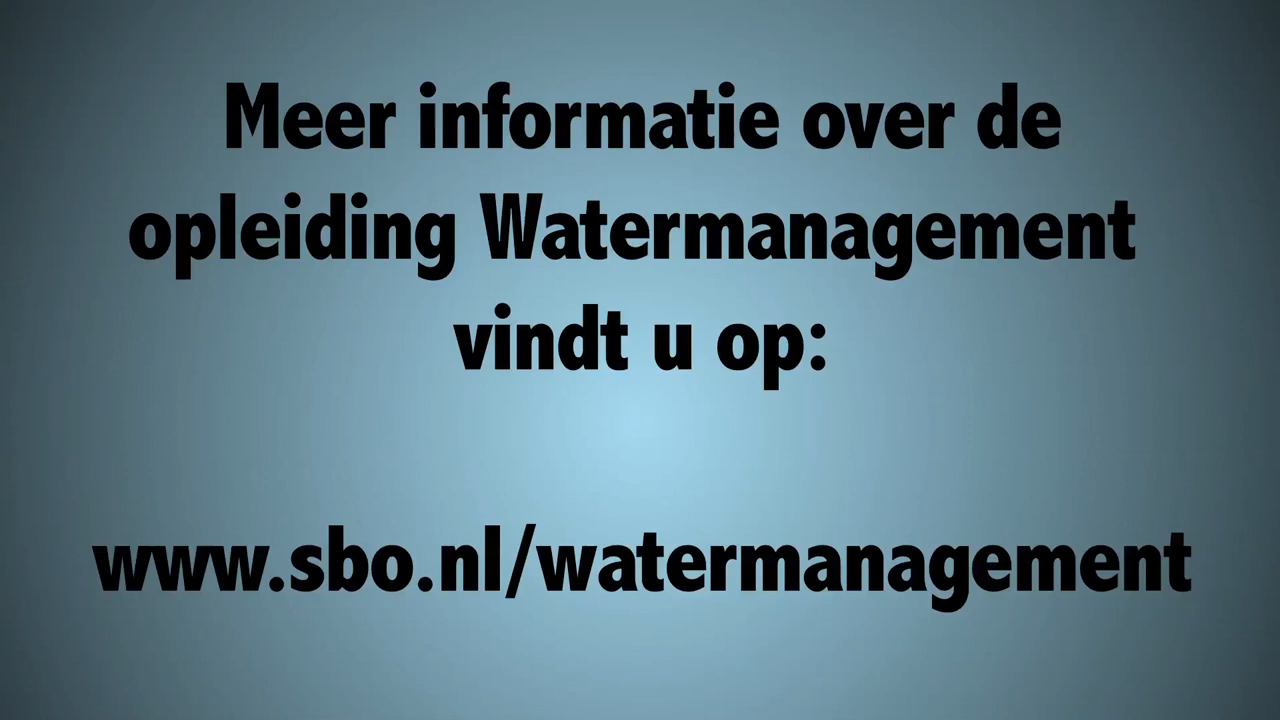 Meer informatie over de
opleiding Watermanagement
vindt u op:
www.sbo.nl/watermanagement